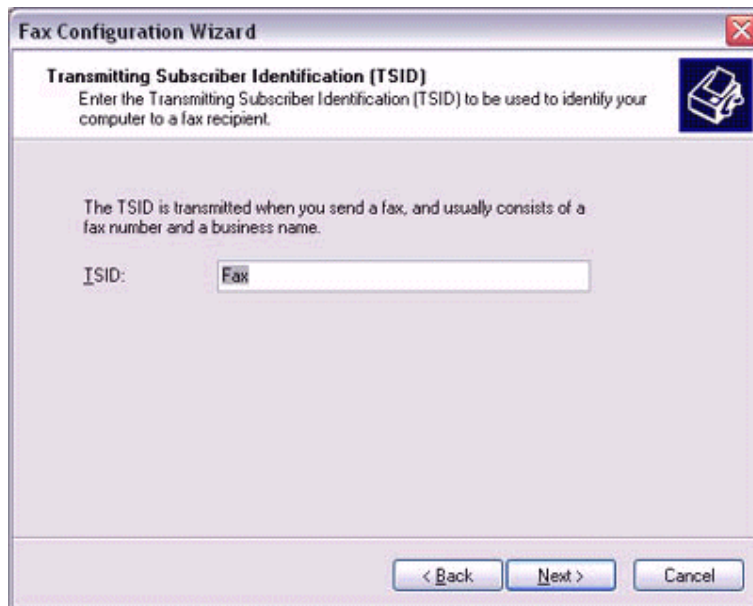 Fax Configuration Wizard
Transmitting Subscriber Identification (TSID)
Enter the Transmitting Subscriber Identification (TSID) to be used to identify your
computer to a fax recipient.
The TSID is transmitted when you send a fax, and usually consists of a
fax number and a business name.
TSID: Fax
< Back Next > Cancel